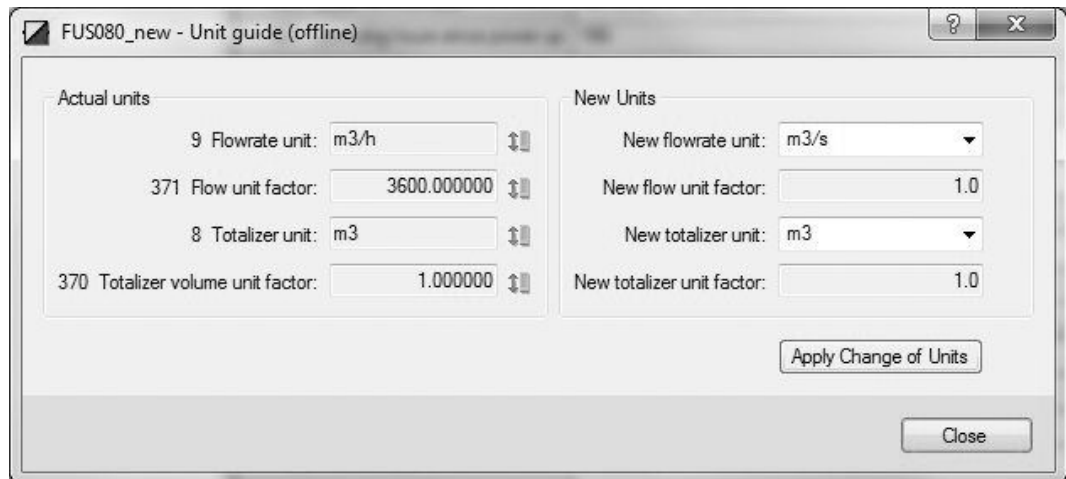 FUS080_new - Unit guide (offline)
Actual units
9 Flowrate unit: m3/h
371 Flow unit factor: 3600.000000
8 Totalizer unit: m3
370 Totalizer volume unit factor: 1.000000
New Units
New flowrate unit: m3/s
New flow unit factor: 1.0
New totalizer unit: m3
New totalizer unit factor: 1.0
Apply Change of Units
Close